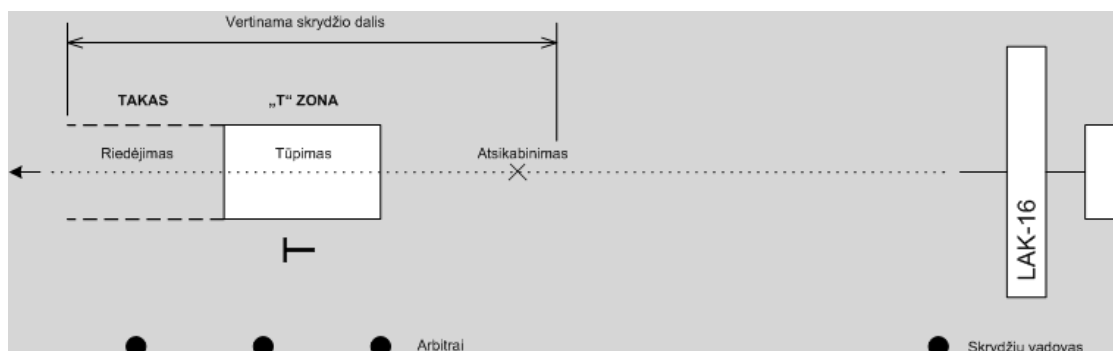 Vertinama skrydžio dalis
TAKAS
„T“ ZONA
Riedėjimas
Tūpimas
Atsikabinimas
LAK-16
Arbitrai
Skrydžių vadovas